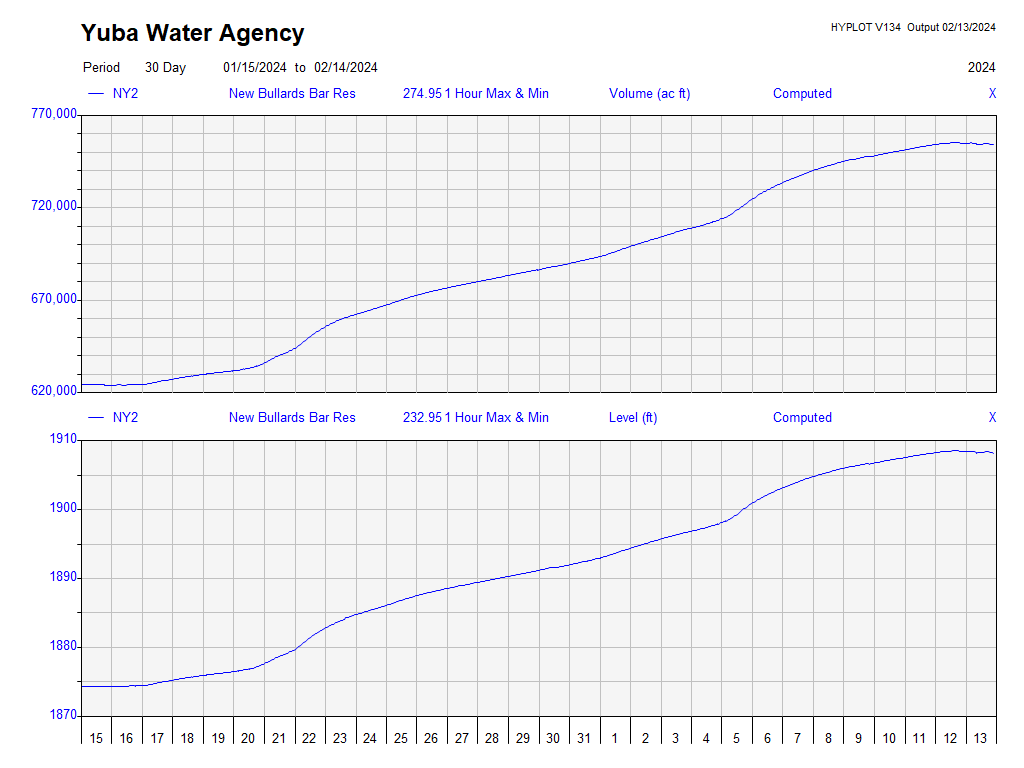 Yuba Water Agency
HYPLOT V134 Output 02/13/2024
Period 30 Day 01/15/2024 to 02/14/2024 2024
NY2 New Bullards Bar Res 274.95 1 Hour Max & Min Volume (ac ft) Computed X
770,000
720,000
670,000
620,000
NY2 New Bullards Bar Res 232.95 1 Hour Max & Min Level (ft) Computed X
1910
1900
1890
1880
1870
15 16 17 18 19 20 21 22 23 24 25 26 27 28 29 30 31 1 2 3 4 5 6 7 8 9 10 11 12 13